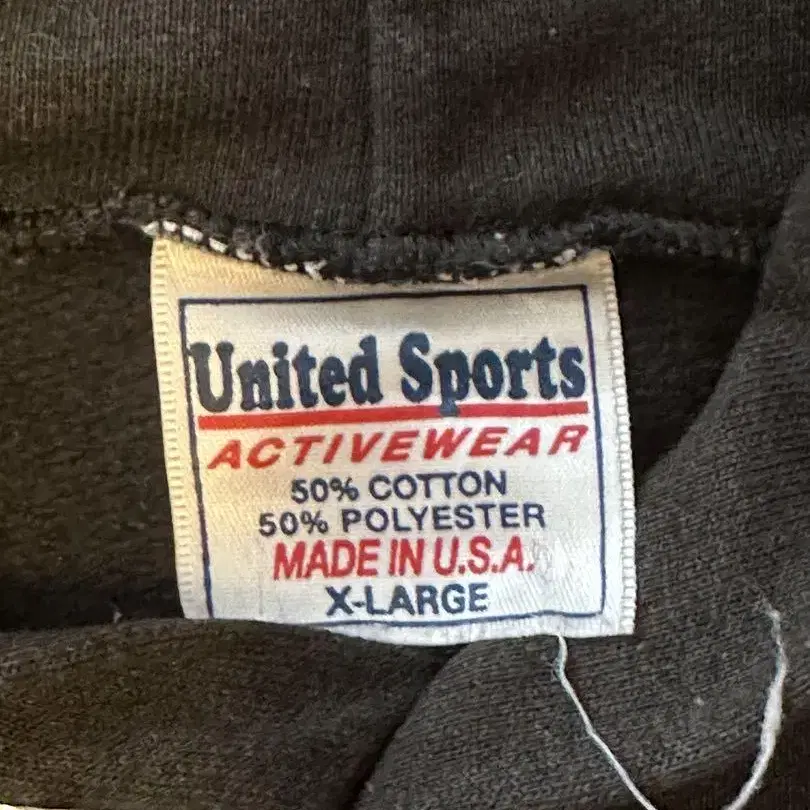 United Sports
ACTIVEWEAR
50% COTTON
50% POLYESTER
MADE IN U.S.A.
X-LARGE